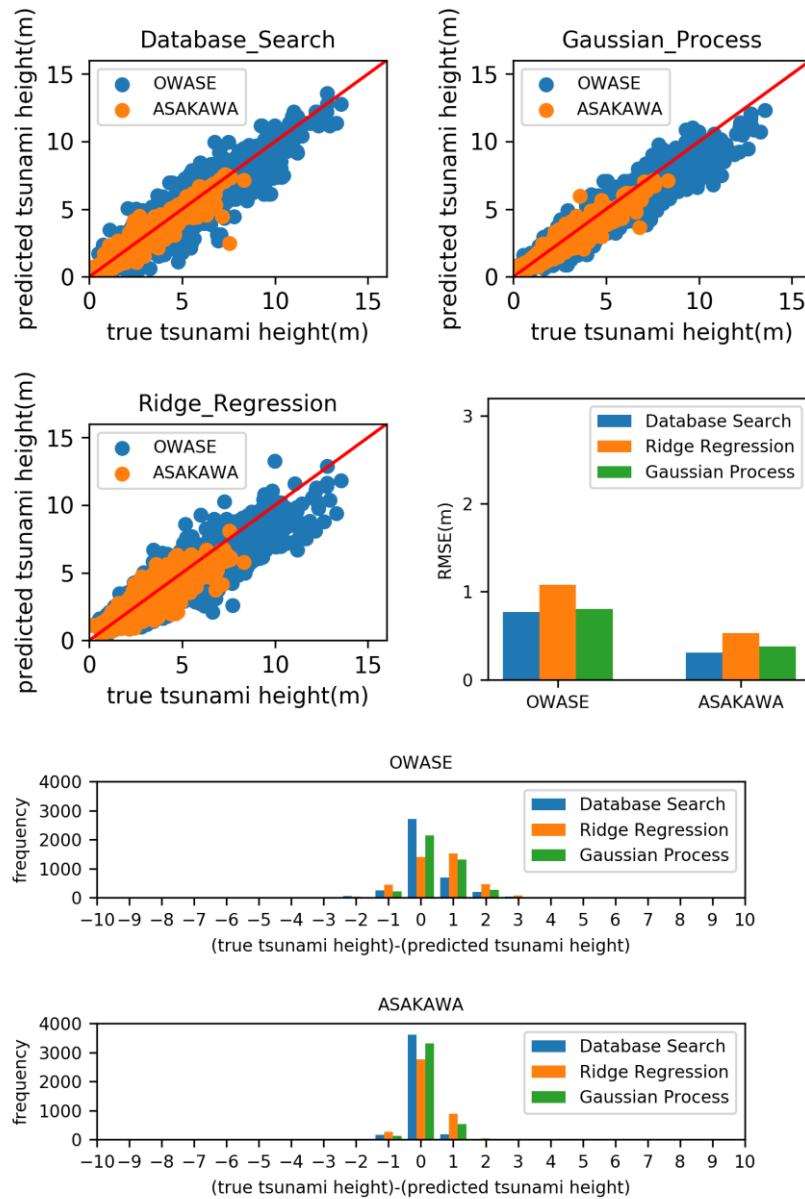 Database_Search
predicted tsunami height(m)
15
10
5
0
OWASE
ASAKAWA
0 5 10 15
true tsunami height(m)
Gaussian_Process
predicted tsunami height(m)
15
10
5
0
OWASE
ASAKAWA
0 5 10 15
true tsunami height(m)
Ridge_Regression
predicted tsunami height(m)
15
10
5
0
OWASE
ASAKAWA
0 5 10 15
true tsunami height(m)
RMSE(m)
3
2
1
0
Database Search
Ridge Regression
Gaussian Process
OWASE ASAKAWA
OWASE
frequency
4000
3000
2000
1000
0
Database Search
Ridge Regression
Gaussian Process
−10 −9 −8 −7 −6 −5 −4 −3 −2 −1 0 1 2 3 4 5 6 7 8 9 10
(true tsunami height)-(predicted tsunami height)
ASAKAWA
frequency
4000
3000
2000
1000
0
Database Search
Ridge Regression
Gaussian Process
−10 −9 −8 −7 −6 −5 −4 −3 −2 −1 0 1 2 3 4 5 6 7 8 9 10
(true tsunami height)-(predicted tsunami height)